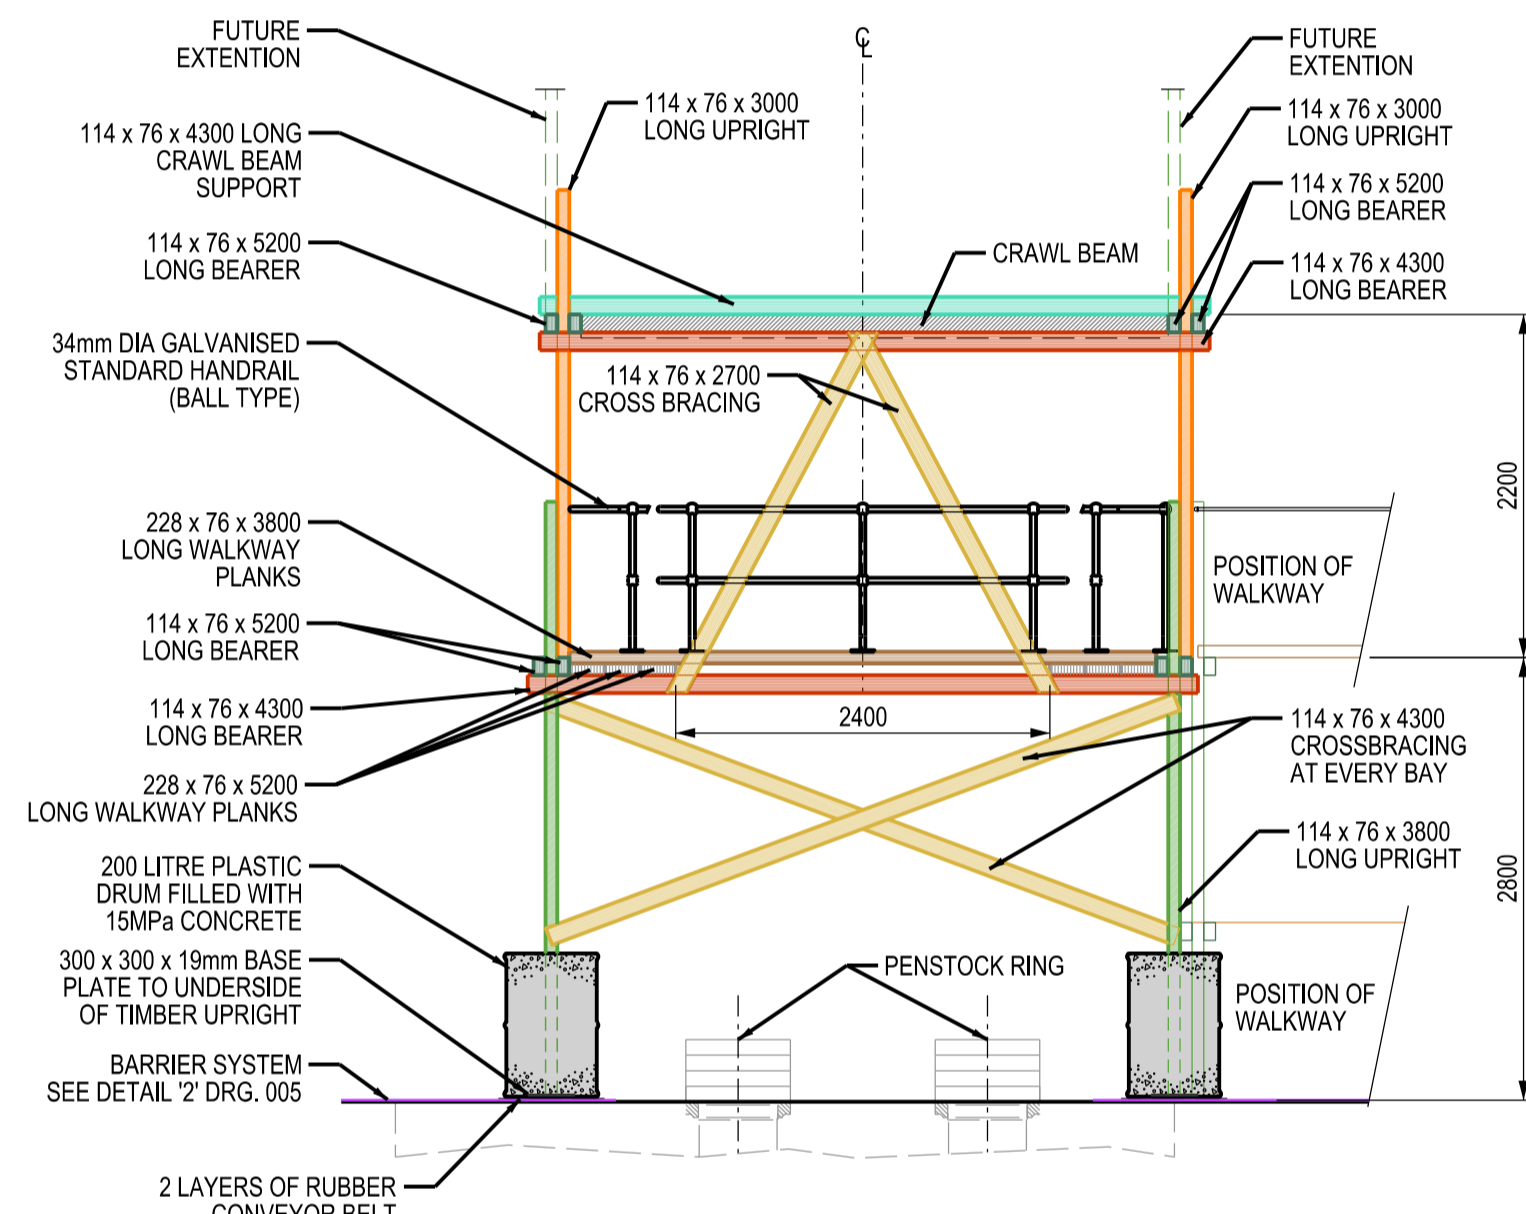 FUTURE
EXTENTION
114 x 76 x 4300 LONG
CRAWL BEAM
SUPPORT
114 x 76 x 5200
LONG BEARER
34mm DIA GALVANISED
STANDARD HANDRAIL
(BALL TYPE)
228 x 76 x 3800
LONG WALKWAY
PLANKS
114 x 76 x 5200
LONG BEARER
114 x 76 x 4300
LONG BEARER
228 x 76 x 5200
LONG WALKWAY PLANKS
200 LITRE PLASTIC
DRUM FILLED WITH
15MPa CONCRETE
300 x 300 x 19mm BASE
PLATE TO UNDERSIDE
OF TIMBER UPRIGHT
BARRIER SYSTEM
SEE DETAIL '2' DRG. 005
2 LAYERS OF RUBBER
CONVEYOR BELT
℄
114 x 76 x 3000
LONG UPRIGHT
CRAWL BEAM
114 x 76 x 2700
CROSS BRACING
2400
PENSTOCK RING
FUTURE
EXTENTION
114 x 76 x 3000
LONG UPRIGHT
114 x 76 x 5200
LONG BEARER
114 x 76 x 4300
LONG BEARER
2200
POSITION OF
WALKWAY
114 x 76 x 4300
CROSSBRACING
AT EVERY BAY
114 x 76 x 3800
LONG UPRIGHT
2800
POSITION OF
WALKWAY